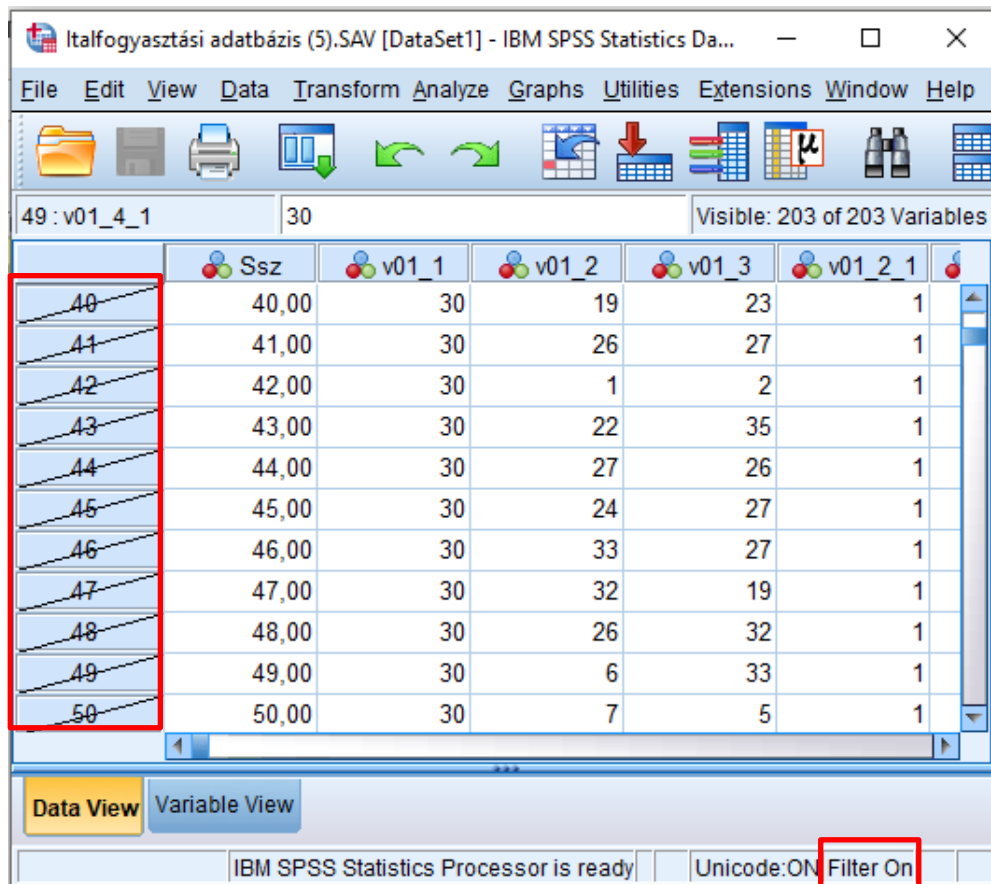 Italfogyasztási adatbázis (5).SAV [DataSet1] - IBM SPSS Statistics Da...
File Edit View Data Transform Analyze Graphs Utilities Extensions Window Help
µ
49 : v01_4_1 30 Visible: 203 of 203 Variables
Ssz v01_1 v01_2 v01_3 v01_2_1
40 40,00 30 19 23 1
41 41,00 30 26 27 1
42 42,00 30 1 2 1
43 43,00 30 22 35 1
44 44,00 30 27 26 1
45 45,00 30 24 27 1
46 46,00 30 33 27 1
47 47,00 30 32 19 1
48 48,00 30 26 32 1
49 49,00 30 6 33 1
50 50,00 30 7 5 1
Data View Variable View
IBM SPSS Statistics Processor is ready Unicode:ON Filter On